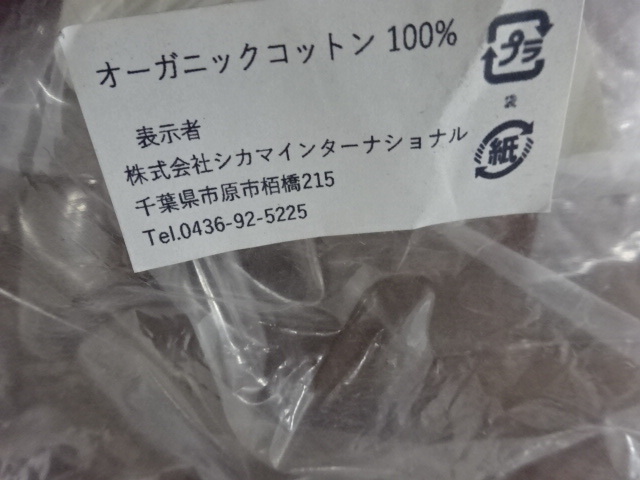 オーガニックコットン 100%
プラ
袋
紙
表示者
株式会社シカマインターナショナル
千葉県市原市栢橋215
Tel.0436-92-5225